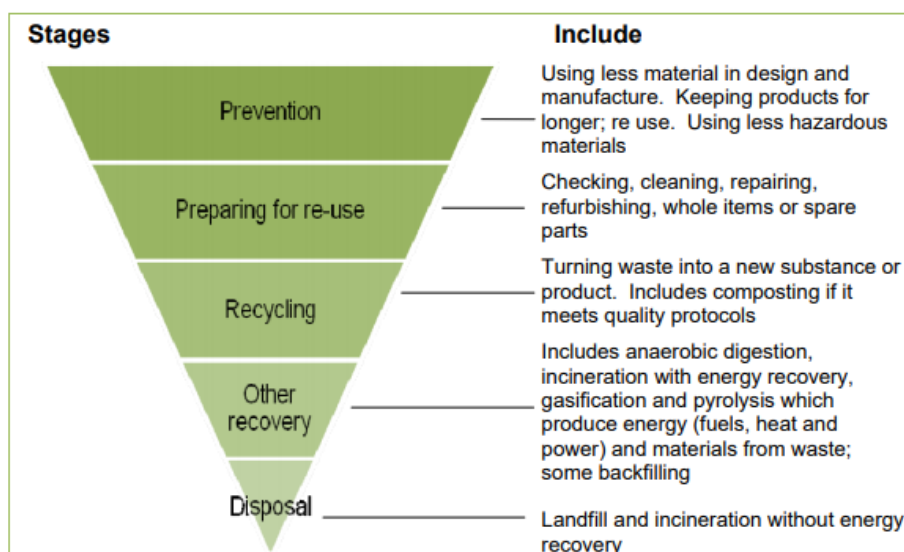 Stages
Include
Prevention
Using less material in design and
manufacture.  Keeping products for
longer; re use.  Using less hazardous
materials
Preparing for re-use
Checking, cleaning, repairing,
refurbishing, whole items or spare
parts
Recycling
Turning waste into a new substance or
product.  Includes composting if it
meets quality protocols
Other
recovery
Includes anaerobic digestion,
incineration with energy recovery,
gasification and pyrolysis which
produce energy (fuels, heat and
power) and materials from waste;
some backfilling
Disposal
Landfill and incineration without energy
recovery